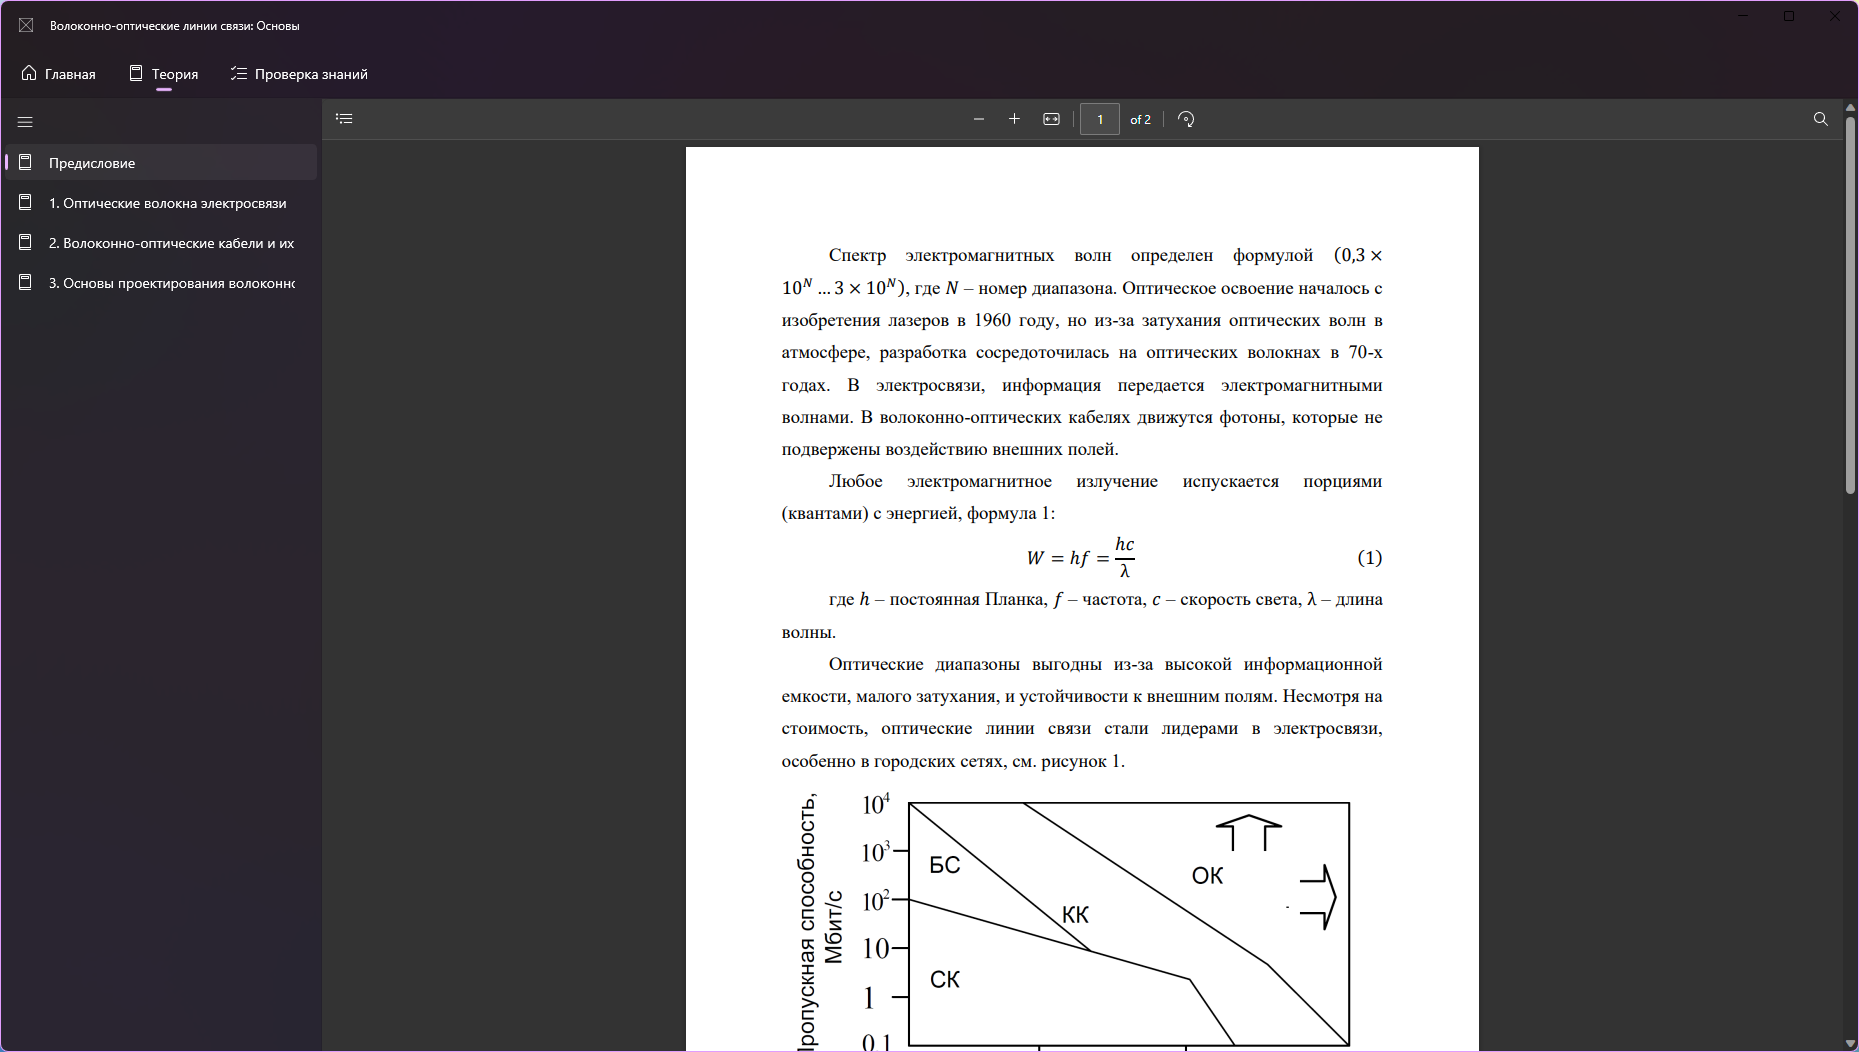 Волоконно-оптические линии связи: Основы
Главная
Теория
Проверка знаний
1
of 2
Предисловие
1. Оптические волокна электросвязи
2. Волоконно-оптические кабели и их
3. Основы проектирования волоконно
Спектр электромагнитных волн определен формулой (0,3 ×
10^N … 3 × 10^N), где N – номер диапазона. Оптическое освоение началось с
изобретения лазеров в 1960 году, но из-за затухания оптических волн в
атмосфере, разработка сосредоточилась на оптических волокнах в 70-х
годах. В электросвязи, информация передается электромагнитными
волнами. В волоконно-оптических кабелях движутся фотоны, которые не
подвержены воздействию внешних полей.
Любое электромагнитное излучение испускается порциями
(квантами) с энергией, формула 1:
W = hf = hc/λ (1)
где h – постоянная Планка, f – частота, c – скорость света, λ – длина
волны.
Оптические диапазоны выгодны из-за высокой информационной
емкости, малого затухания, и устойчивости к внешним полям. Несмотря на
стоимость, оптические линии связи стали лидерами в электросвязи,
особенно в городских сетях, см. рисунок 1.
Пропускная способность,
Мбит/с
10^4
10^3
10^2
10
1
0.1
БС
КК
ОК
СК